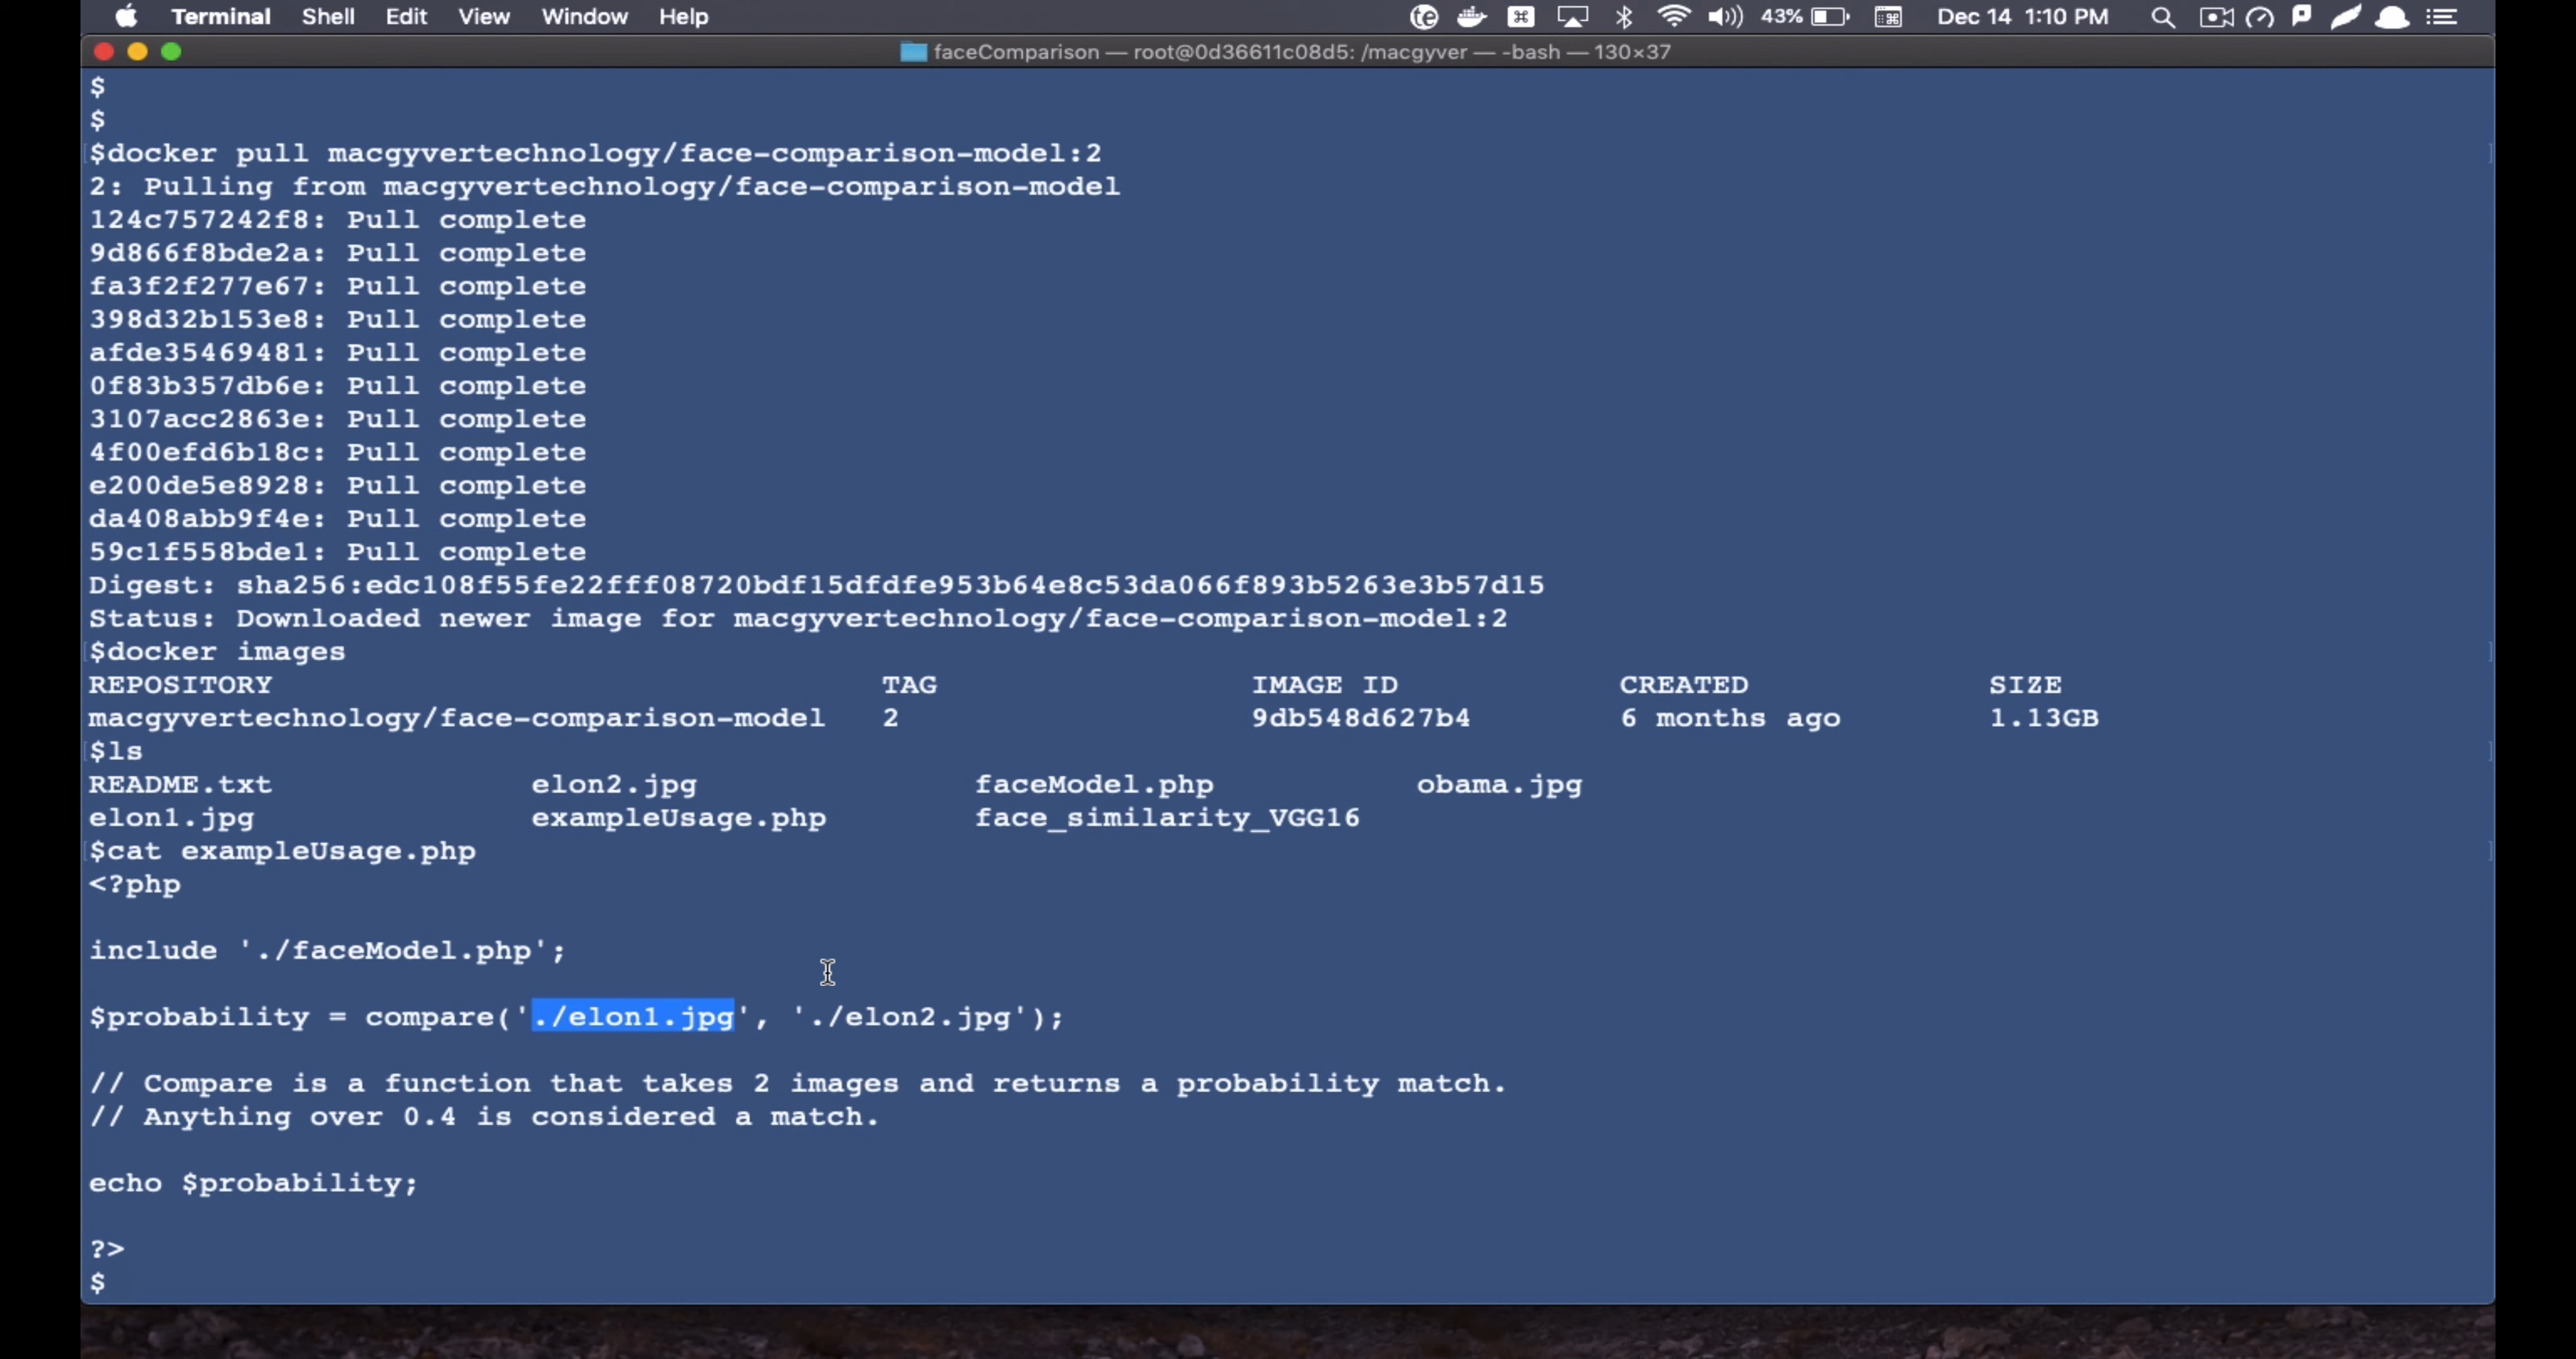 Terminal Shell Edit View Window Help 43% Dec 14 1:10 PM
faceComparison — root@0d36611c08d5: /macgyver — -bash — 130×37
$
$
$docker pull macgyvertechnology/face-comparison-model:2
2: Pulling from macgyvertechnology/face-comparison-model
124c757242f8: Pull complete
9d866f8bde2a: Pull complete
fa3f2f277e67: Pull complete
398d32b153e8: Pull complete
afde35469481: Pull complete
0f83b357db6e: Pull complete
3107acc2863e: Pull complete
4f00efd6b18c: Pull complete
e200de5e8928: Pull complete
da408abb9f4e: Pull complete
59c1f558bde1: Pull complete
Digest: sha256:edc108f55fe22fff08720bdf15dfdfe953b64e8c53da066f893b5263e3b57d15
Status: Downloaded newer image for macgyvertechnology/face-comparison-model:2
$docker images
REPOSITORY TAG IMAGE ID CREATED SIZE
macgyvertechnology/face-comparison-model 2 9db548d627b4 6 months ago 1.13GB
$ls
README.txt elon2.jpg faceModel.php obama.jpg
elon1.jpg exampleUsage.php face_similarity_VGG16
$cat exampleUsage.php
<?php
include './faceModel.php';
$probability = compare('./elon1.jpg', './elon2.jpg');
// Compare is a function that takes 2 images and returns a probability match.
// Anything over 0.4 is considered a match.
echo $probability;
?>
$